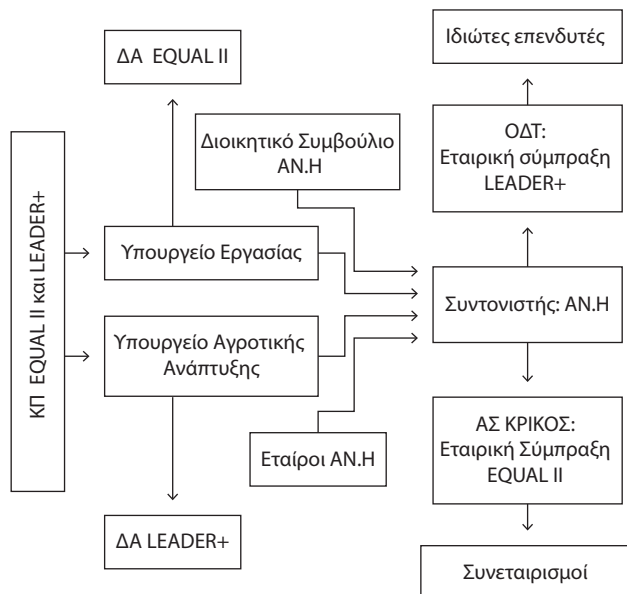 ΔΑ EQUAL II
Ιδιώτες επενδυτές
ΟΔΤ:
Εταιρική σύμπραξη
LEADER+
Διοικητικό Συμβούλιο
ΑΝ.Η
ΚΠ EQUAL II και LEADER+
Υπουργείο Εργασίας
Συντονιστής: ΑΝ.Η
Υπουργείο Αγροτικής
Ανάπτυξης
ΑΣ ΚΡΙΚΟΣ:
Εταιρική Σύμπραξη
EQUAL II
Εταίροι ΑΝ.Η
ΔΑ LEADER+
Συνεταιρισμοί